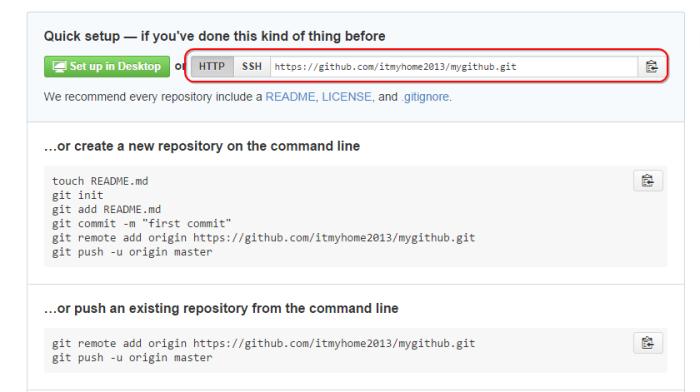 Quick setup — if you've done this kind of thing before
Set up in Desktop or HTTP SSH https://github.com/itmyhome2013/mygithub.git
We recommend every repository include a README, LICENSE, and .gitignore.
…or create a new repository on the command line
touch README.md
git init
git add README.md
git commit -m "first commit"
git remote add origin https://github.com/itmyhome2013/mygithub.git
git push -u origin master
…or push an existing repository from the command line
git remote add origin https://github.com/itmyhome2013/mygithub.git
git push -u origin master